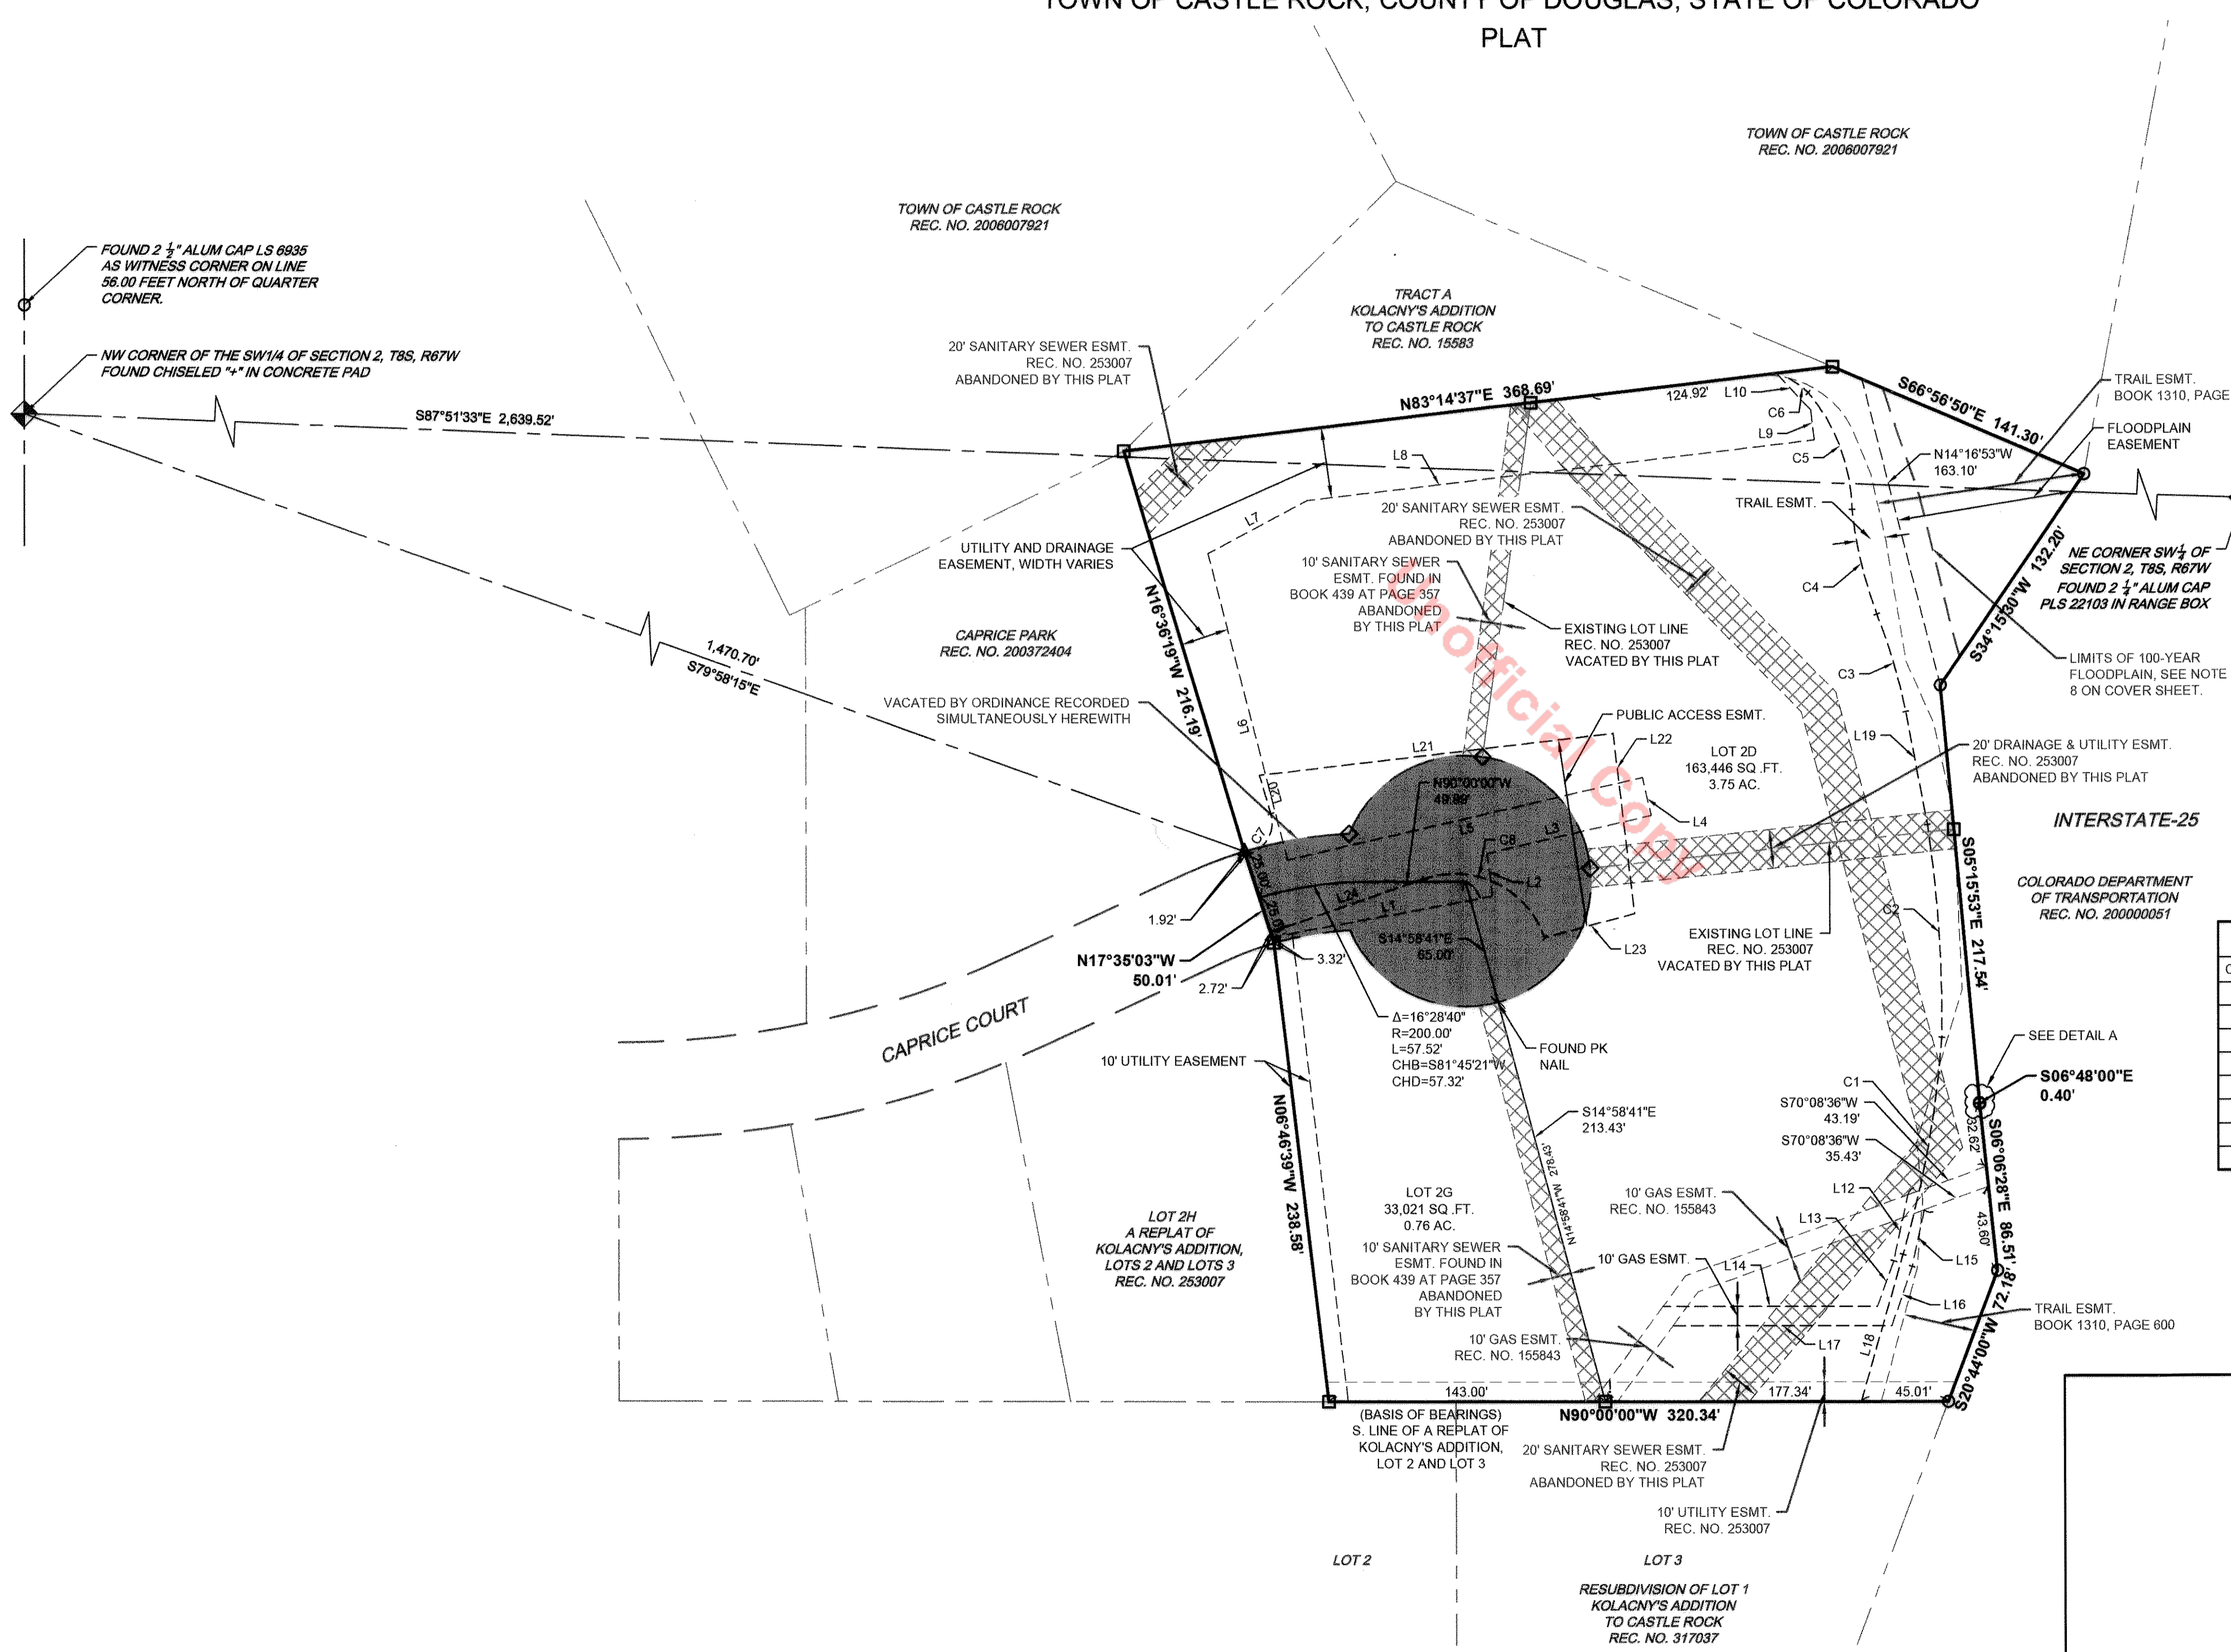 TOWN OF CASTLE ROCK, COUNTY OF DOUGLAS, STATE OF COLORADO
PLAT
TOWN OF CASTLE ROCK
REC. NO. 2006007921
TOWN OF CASTLE ROCK
REC. NO. 2006007921
FOUND 2 ½" ALUM CAP LS 6935
AS WITNESS CORNER ON LINE
56.00 FEET NORTH OF QUARTER
CORNER.
NW CORNER OF THE SW1/4 OF SECTION 2, T8S, R67W
FOUND CHISELED "+" IN CONCRETE PAD
S87°51'33"E 2,639.52'
1,470.70'
S79°58'15"E
TRACT A
KOLACNY'S ADDITION
TO CASTLE ROCK
REC. NO. 15583
20' SANITARY SEWER ESMT.
REC. NO. 253007
ABANDONED BY THIS PLAT
N83°14'37"E 368.69'
124.92'
L10
C6
L9
C5
L8
L7
S66°56'50"E 141.30'
TRAIL ESMT.
BOOK 1310, PAGE
FLOODPLAIN
EASEMENT
N14°16'53"W
163.10'
TRAIL ESMT.
NE CORNER SW¼ OF
SECTION 2, T8S, R67W
FOUND 2 ½" ALUM CAP
PLS 22103 IN RANGE BOX
S34°15'30"W 132.20'
LIMITS OF 100-YEAR
FLOODPLAIN, SEE NOTE
8 ON COVER SHEET.
20' SANITARY SEWER ESMT.
REC. NO. 253007
ABANDONED BY THIS PLAT
10' SANITARY SEWER
ESMT. FOUND IN
BOOK 439 AT PAGE 357
ABANDONED
BY THIS PLAT
UTILITY AND DRAINAGE
EASEMENT, WIDTH VARIES
EXISTING LOT LINE
REC. NO. 253007
VACATED BY THIS PLAT
C4
C3
L19
CAPRICE PARK
REC. NO. 200372404
N16°36'19"W 216.19'
VACATED BY ORDINANCE RECORDED
SIMULTANEOUSLY HEREWITH
L6
L21
PUBLIC ACCESS ESMT.
L22
LOT 2D
163,446 SQ .FT.
3.75 AC.
20' DRAINAGE & UTILITY ESMT.
REC. NO. 253007
ABANDONED BY THIS PLAT
Unofficial Copy
L20
C7
N90°00'00"W
49.89'
L5
L3
L4
C8
L2
L24
L1
25.00'
25.01'
1.92'
INTERSTATE-25
COLORADO DEPARTMENT
OF TRANSPORTATION
REC. NO. 200000051
S05°15'53"E 217.54'
C2
EXISTING LOT LINE
REC. NO. 253007
VACATED BY THIS PLAT
L23
S14°58'41"E
65.00'
N17°35'03"W
50.01'
3.32'
2.72'
CAPRICE COURT
Δ=16°28'40"
R=200.00'
L=57.52'
CHB=S81°45'21"W
CHD=57.32'
FOUND PK
NAIL
10' UTILITY EASEMENT
N06°46'39"W 238.58'
SEE DETAIL A
S06°48'00"E
0.40'
C1
S70°08'36"W
43.19'
S70°08'36"W
35.43'
32.62'
S06°06'28"E 86.51'
43.60'
S14°58'41"E
213.43'
N14°58'41"W 278.43'
LOT 2G
33,021 SQ .FT.
0.76 AC.
10' GAS ESMT.
REC. NO. 155843
L12
L13
L14
L15
L16
L17
L18
10' SANITARY SEWER
ESMT. FOUND IN
BOOK 439 AT PAGE 357
ABANDONED
BY THIS PLAT
10' GAS ESMT.
10' GAS ESMT.
REC. NO. 155843
LOT 2H
A REPLAT OF
KOLACNY'S ADDITION,
LOTS 2 AND LOTS 3
REC. NO. 253007
TRAIL ESMT.
BOOK 1310, PAGE 600
S20°44'00"W 72.18'
143.00'
177.34'
45.01'
N90°00'00"W 320.34'
(BASIS OF BEARINGS)
S. LINE OF A REPLAT OF
KOLACNY'S ADDITION,
LOT 2 AND LOT 3
20' SANITARY SEWER ESMT.
REC. NO. 253007
ABANDONED BY THIS PLAT
10' UTILITY ESMT.
REC. NO. 253007
LOT 2
LOT 3
RESUBDIVISION OF LOT 1
KOLACNY'S ADDITION
TO CASTLE ROCK
REC. NO. 317037